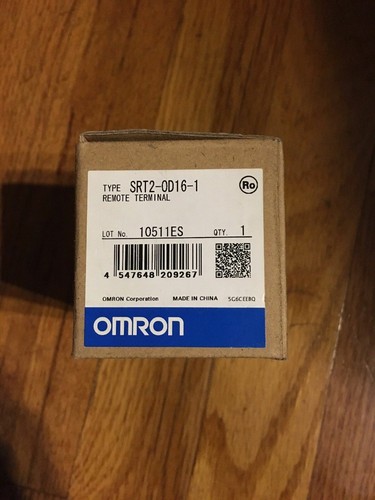 TYPE SRT2-OD16-1
Ro
REMOTE TERMINAL
LOT No. 10511ES QTY. 1
4 547648 209267
OMRON Corporation MADE IN CHINA
OMRON